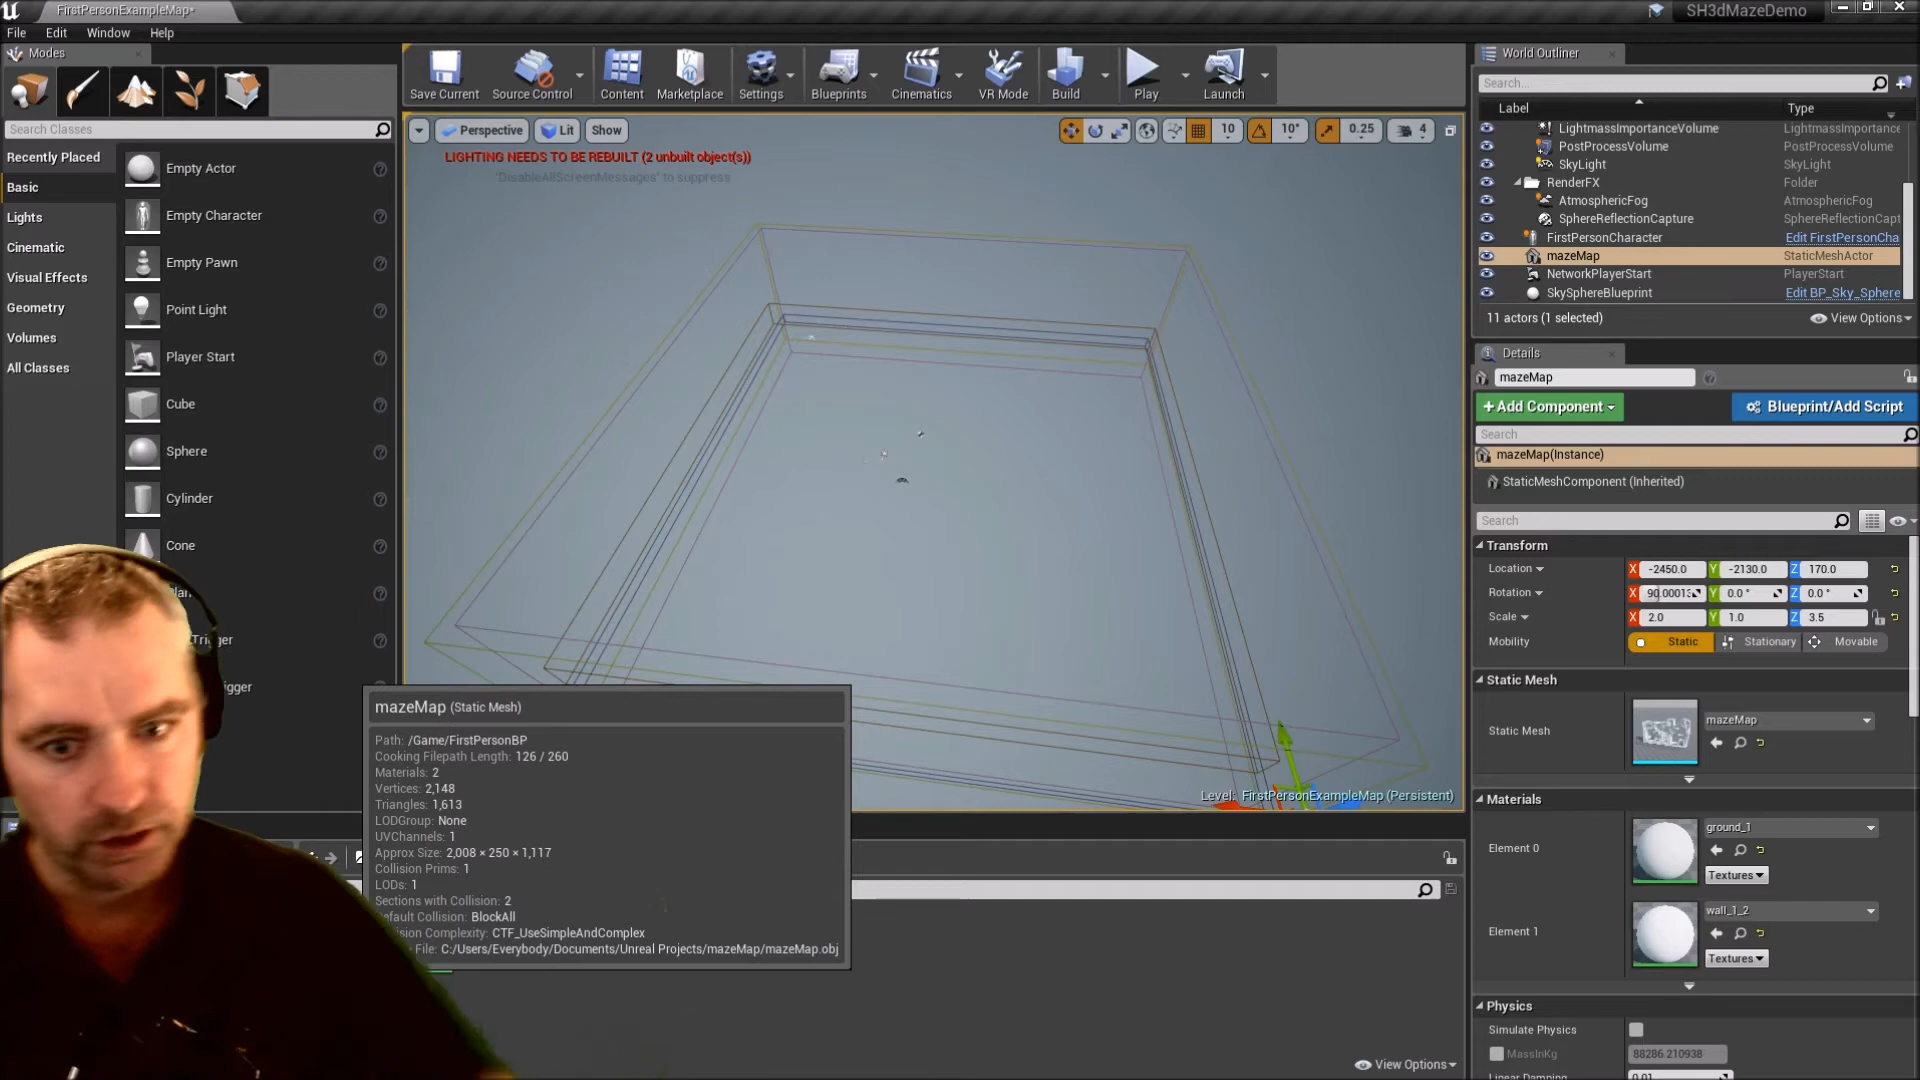 FirstPersonExampleMap*
SH3dMazeDemo
File Edit Window Help
Modes
Search Classes
Recently Placed
Basic
Lights
Cinematic
Visual Effects
Geometry
Volumes
All Classes
Empty Actor
Empty Character
Empty Pawn
Point Light
Player Start
Cube
Sphere
Cylinder
Cone
Save Current
Source Control
Content
Marketplace
Settings
Blueprints
Cinematics
VR Mode
Build
Play
Launch
Perspective
Lit
Show
10
10°
0.25
4
LIGHTING NEEDS TO BE REBUILT (2 unbuilt object(s))
'DisableAllScreenMessages' to suppress
Level: FirstPersonExampleMap (Persistent)
mazeMap (Static Mesh)
Path: /Game/FirstPersonBP
Cooking Filepath Length: 126 / 260
Materials: 2
Vertices: 2,148
Triangles: 1,613
LODGroup: None
UVChannels: 1
Approx Size: 2,008 × 250 × 1,117
Collision Prims: 1
LODs: 1
Sections with Collision: 2
Default Collision: BlockAll
Complexity: CTF_UseSimpleAndComplex
File: C:/Users/Everybody/Documents/Unreal Projects/mazeMap/mazeMap.obj
View Options
World Outliner
Search...
Label Type
LightmassImportanceVolume LightmassImportance
PostProcessVolume PostProcessVolume
SkyLight SkyLight
RenderFX Folder
AtmosphericFog AtmosphericFog
SphereReflectionCapture SphereReflectionCapt
FirstPersonCharacter Edit FirstPersonCha
mazeMap StaticMeshActor
NetworkPlayerStart PlayerStart
SkySphereBlueprint Edit BP_Sky_Sphere
11 actors (1 selected) View Options
Details
mazeMap
+Add Component Blueprint/Add Script
Search
mazeMap(Instance)
StaticMeshComponent (Inherited)
Search
Transform
Location X -2450.0 Y -2130.0 Z 170.0
Rotation X 90.00013 Y 0.0 ° Z 0.0 °
Scale X 2.0 Y 1.0 Z 3.5
Mobility Static Stationary Movable
Static Mesh
Static Mesh mazeMap
Materials
Element 0 ground_1
Textures
Element 1 wall_1_2
Textures
Physics
Simulate Physics
MassInKg 88286.210938
Linear Damping 0.01